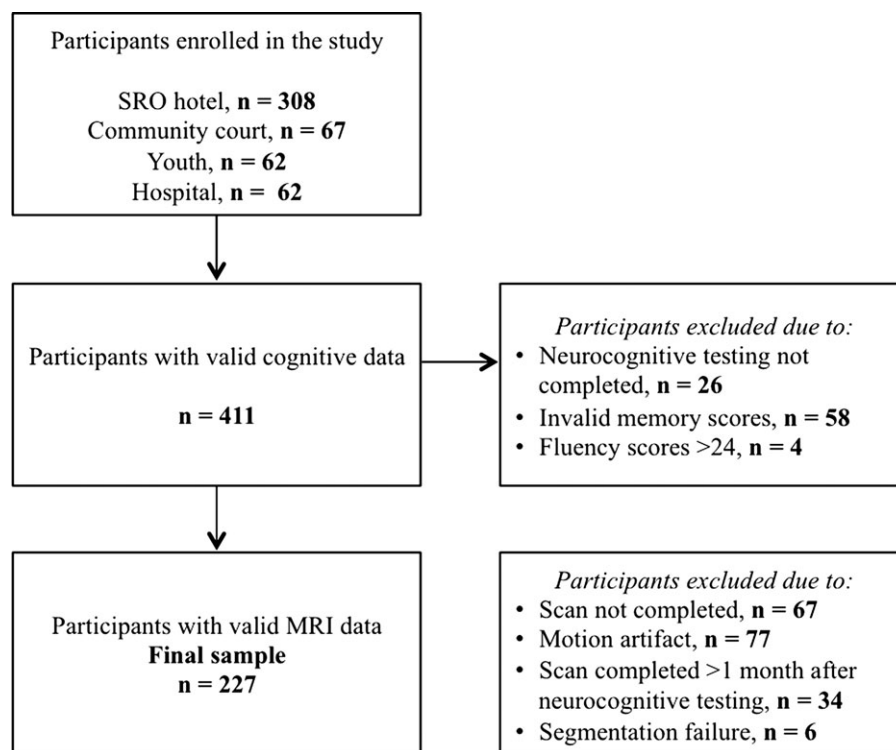 Participants enrolled in the study
SRO hotel, n = 308
Community court, n = 67
Youth, n = 62
Hospital, n =  62
Participants with valid cognitive data
n = 411
Participants excluded due to:
• Neurocognitive testing not
completed, n = 26
• Invalid memory scores, n = 58
• Fluency scores >24, n = 4
Participants with valid MRI data
Final sample
n = 227
Participants excluded due to:
• Scan not completed, n = 67
• Motion artifact, n = 77
• Scan completed >1 month after
neurocognitive testing, n = 34
• Segmentation failure, n = 6